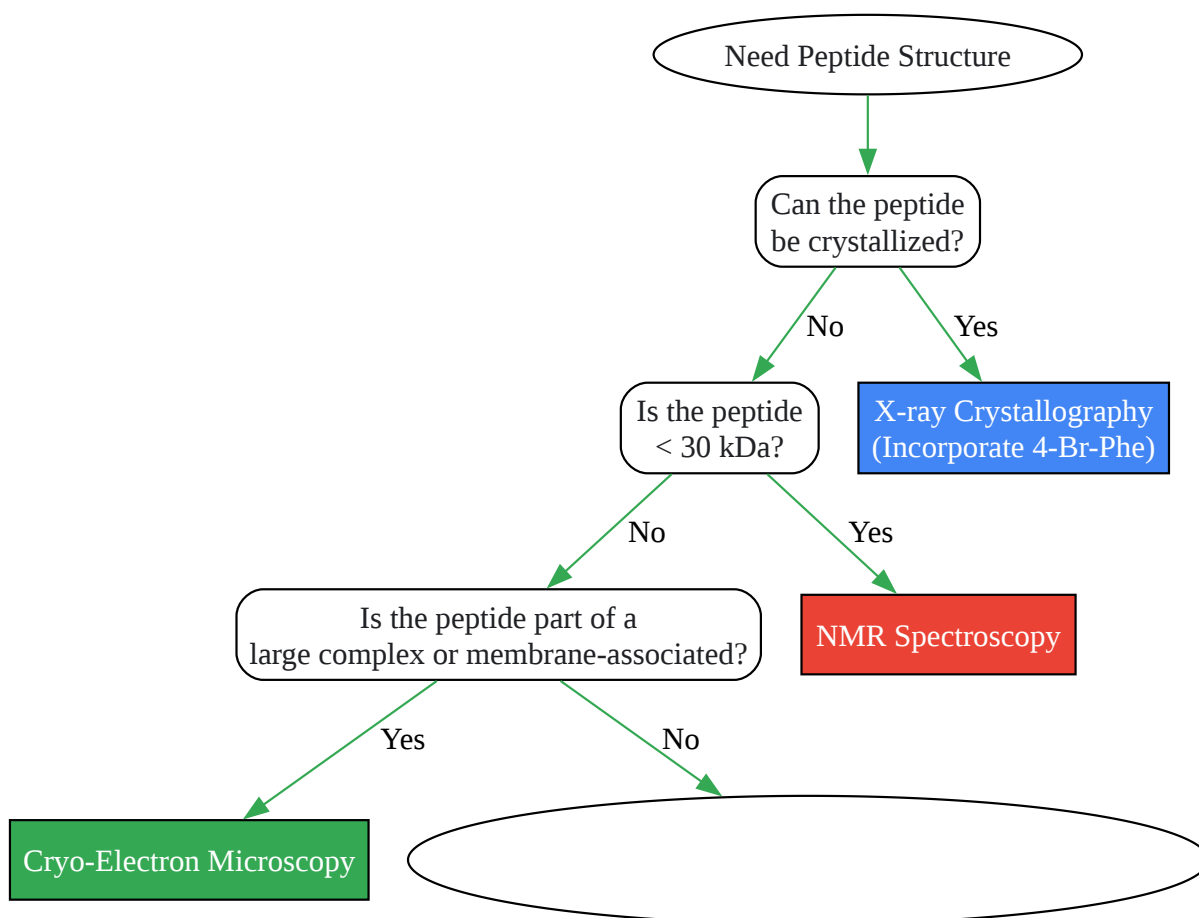 Need Peptide Structure
Can the peptide
be crystallized?
No
Yes
Is the peptide
< 30 kDa?
X-ray Crystallography
(Incorporate 4-Br-Phe)
No
Yes
Is the peptide part of a
large complex or membrane-associated?
NMR Spectroscopy
Yes
No
Cryo-Electron Microscopy